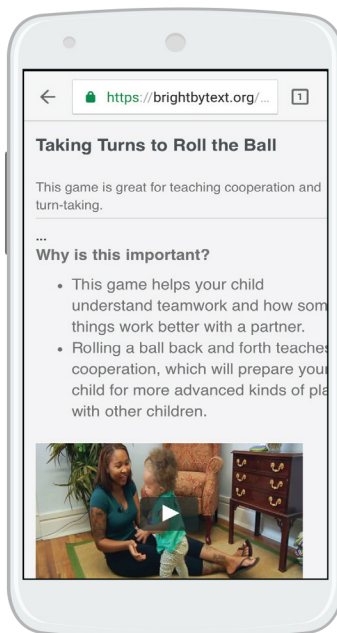 https://brightbytext.org/...
1
Taking Turns to Roll the Ball
This game is great for teaching cooperation and
turn-taking.
...
Why is this important?
• This game helps your child
understand teamwork and how som
things work better with a partner.
• Rolling a ball back and forth teaches
cooperation, which will prepare your
child for more advanced kinds of pla
with other children.